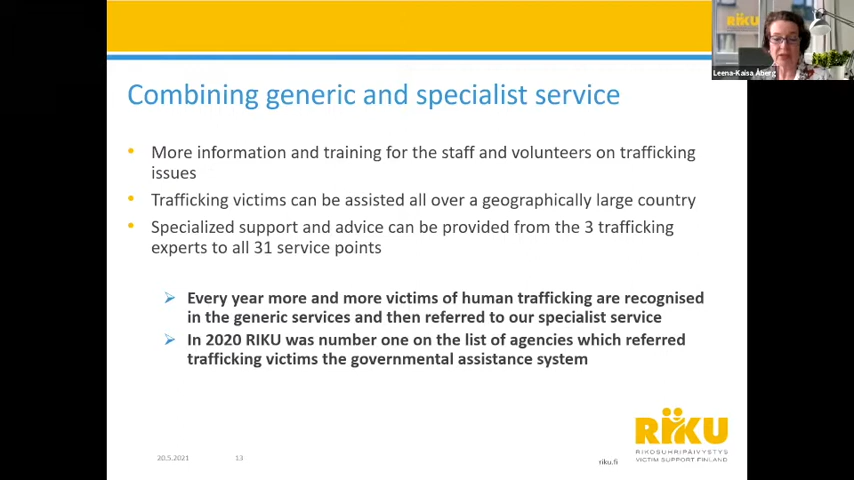 RIKU
Leena-Kaisa Åberg
Combining generic and specialist service
• More information and training for the staff and volunteers on trafficking
issues
• Trafficking victims can be assisted all over a geographically large country
• Specialized support and advice can be provided from the 3 trafficking
experts to all 31 service points
➢ Every year more and more victims of human trafficking are recognised
in the generic services and then referred to our specialist service
➢ In 2020 RIKU was number one on the list of agencies which referred
trafficking victims the governmental assistance system
RIKU
RIKOSUHRIPÄIVYSTYS
VICTIM SUPPORT FINLAND
20.5.2021
13
riku.fi